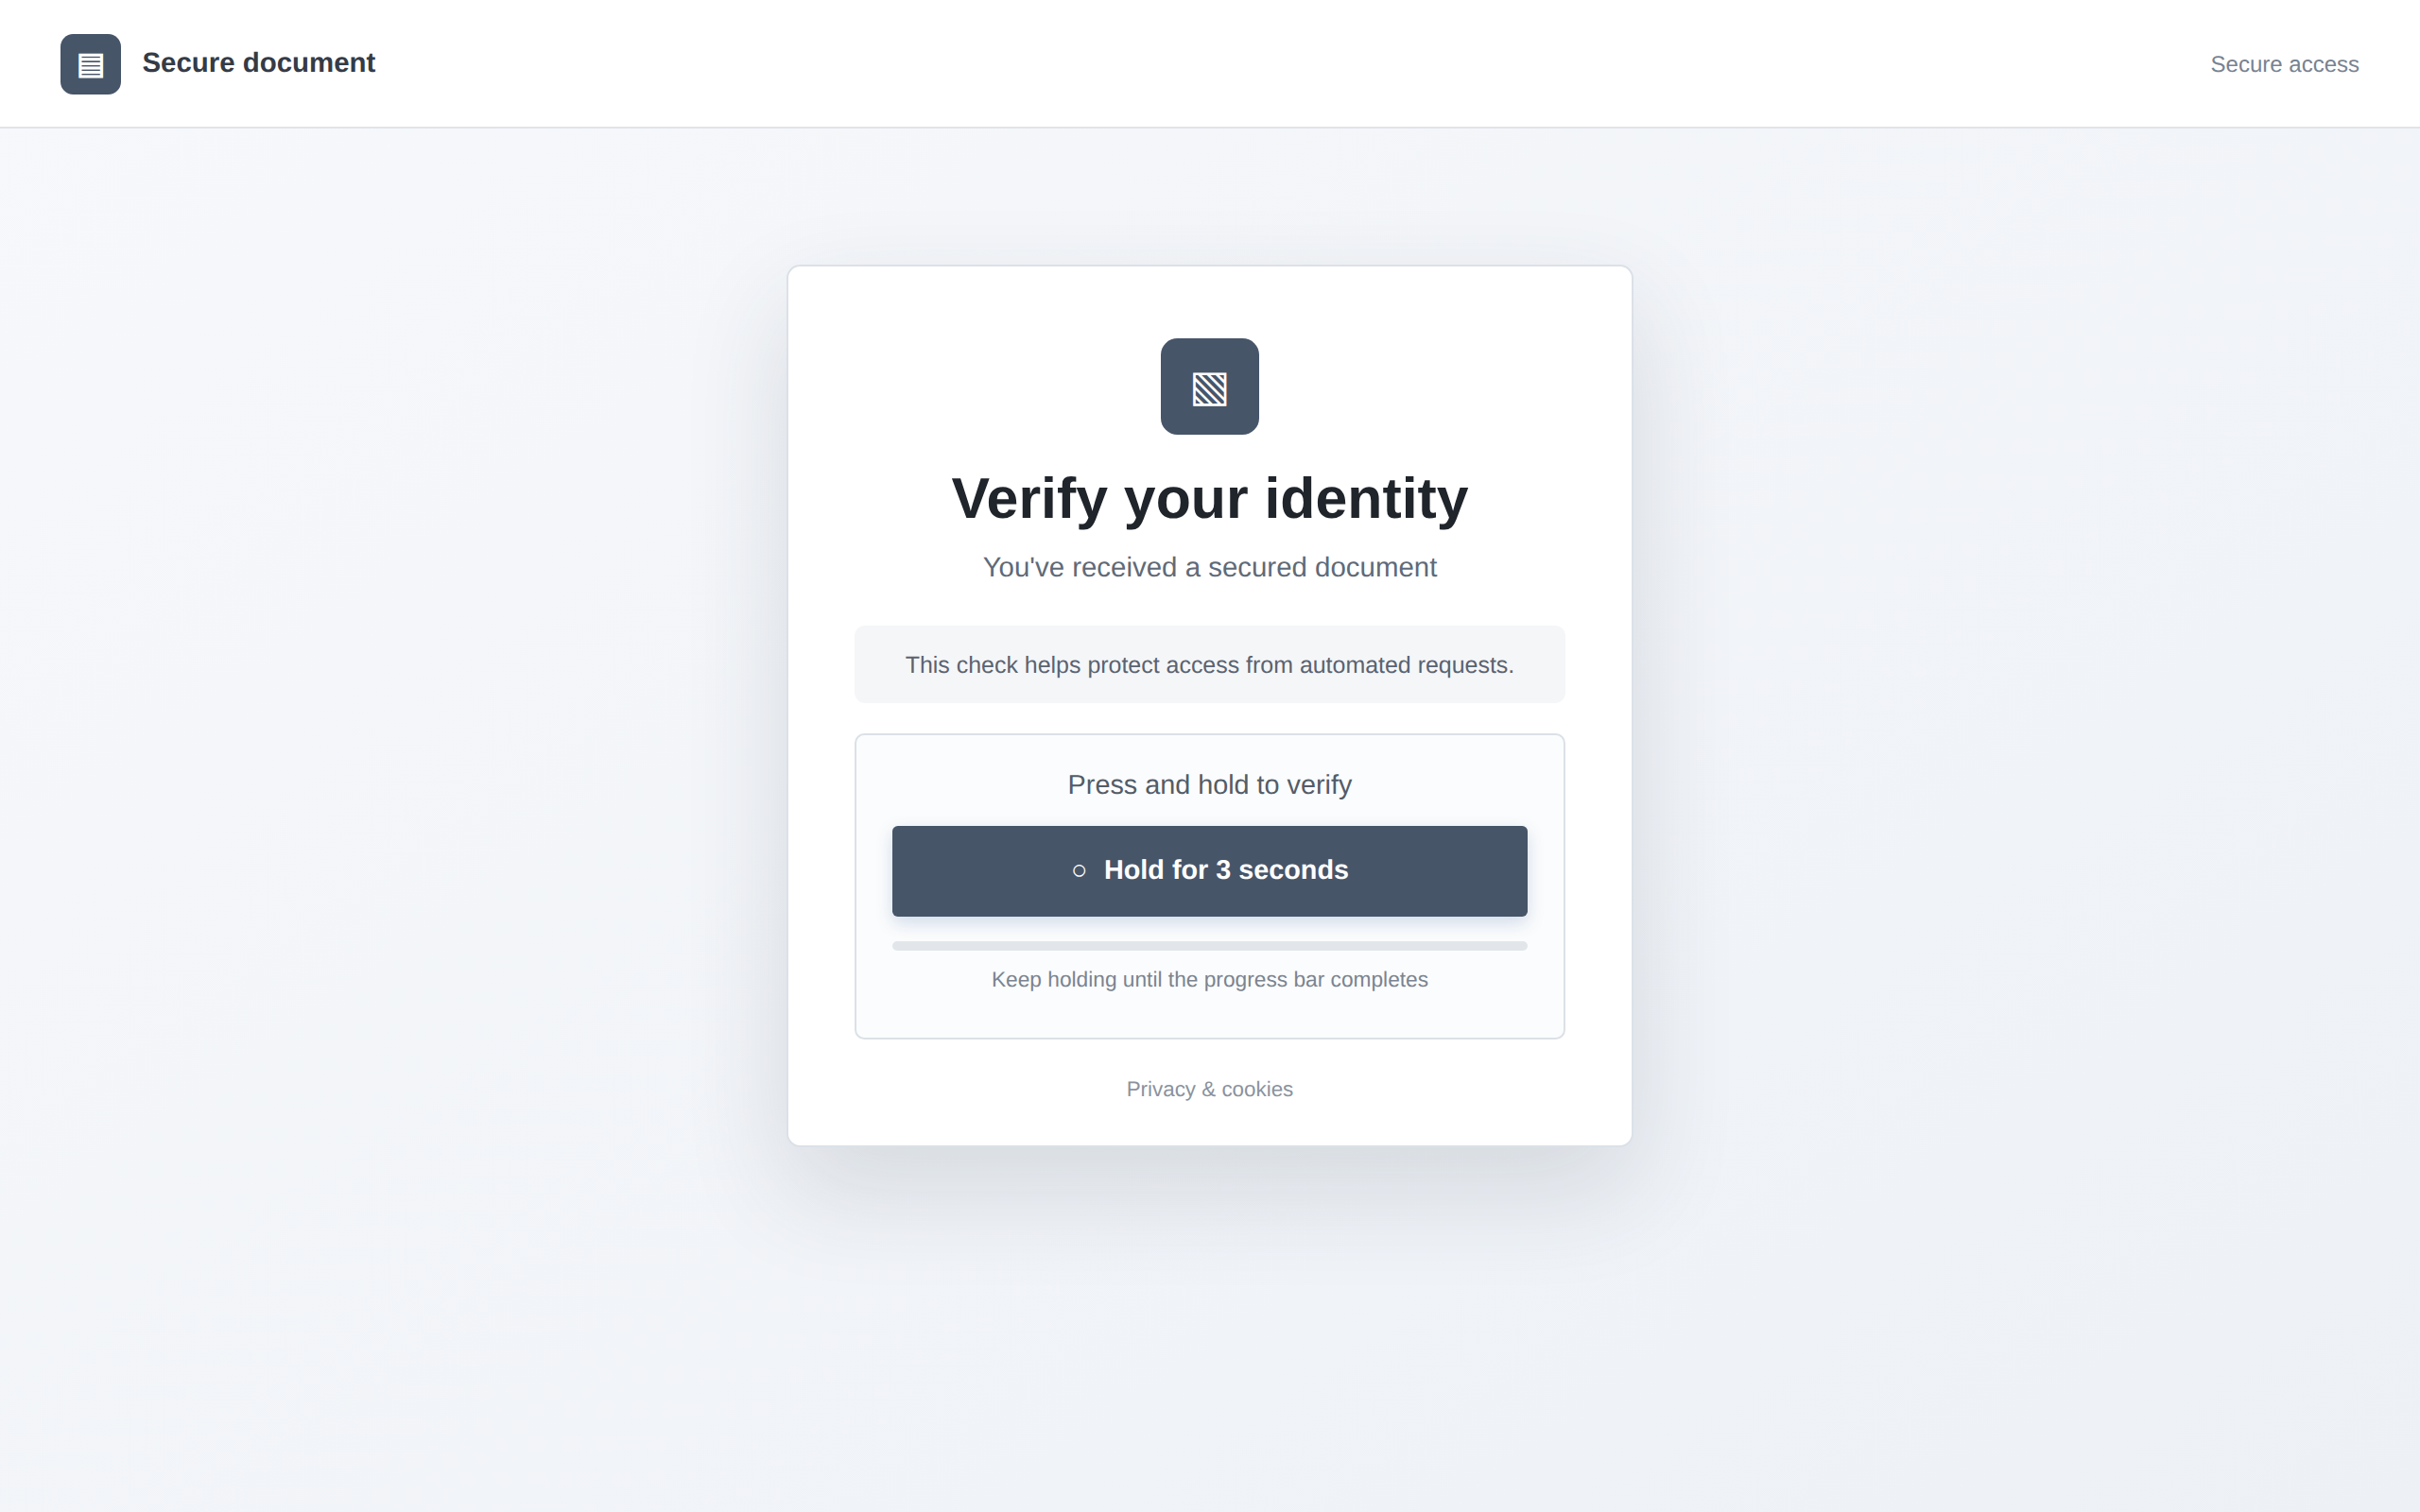 Secure document
Secure access
Verify your identity
You've received a secured document
This check helps protect access from automated requests.
Press and hold to verify
○ Hold for 3 seconds
Keep holding until the progress bar completes
Privacy & cookies